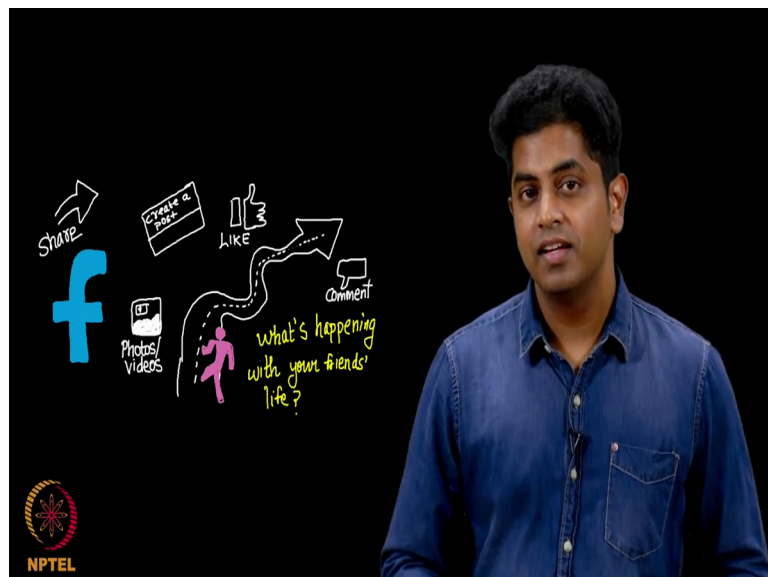 Share
create a
post
LIKE
f
Photos/
videos
Comment
What's happening
with your friends'
life?
NPTEL